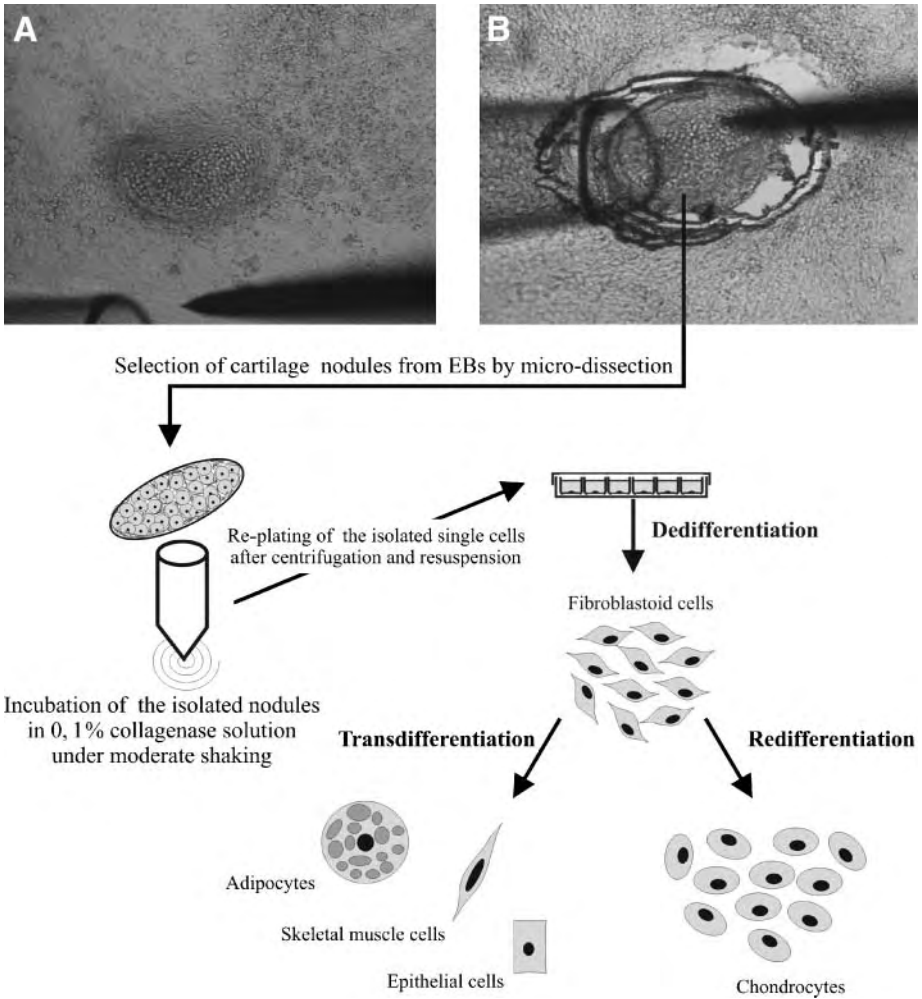 A
B
Selection of cartilage nodules from EBs by micro-dissection
Re-plating of the isolated single cells
after centrifugation and resuspension
Dedifferentiation
Fibroblastoid cells
Incubation of the isolated nodules
in 0, 1% collagenase solution
under moderate shaking
Transdifferentiation
Redifferentiation
Adipocytes
Skeletal muscle cells
Epithelial cells
Chondrocytes